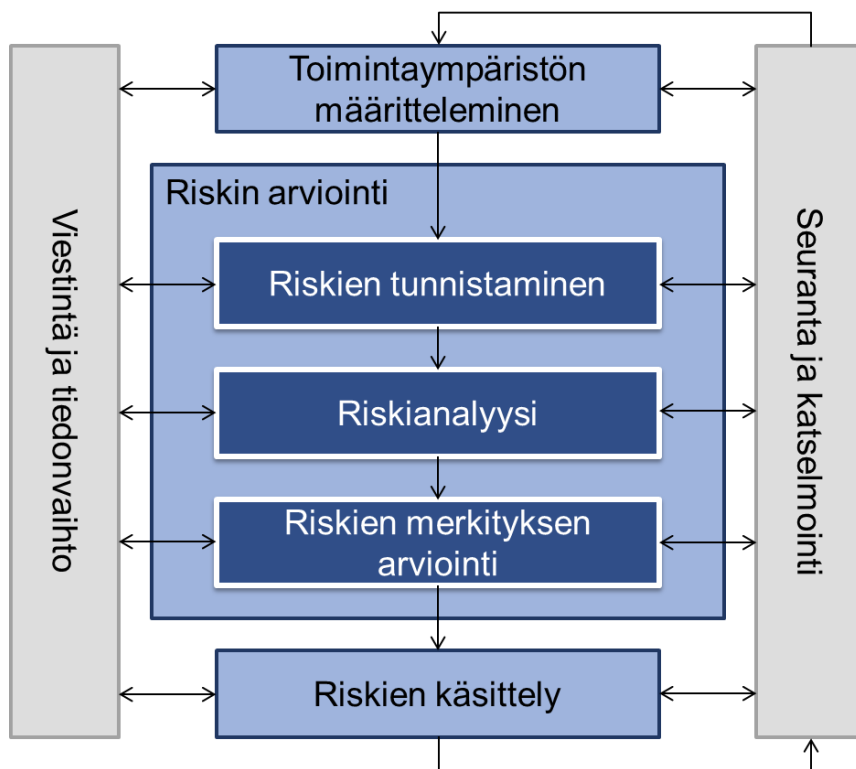 Toimintaympäristön
määritteleminen
Viestintä ja tiedonvaihto
Riskin arviointi
Riskien tunnistaminen
Riskianalyysi
Riskien merkityksen
arviointi
Riskien käsittely
Seuranta ja katselmointi